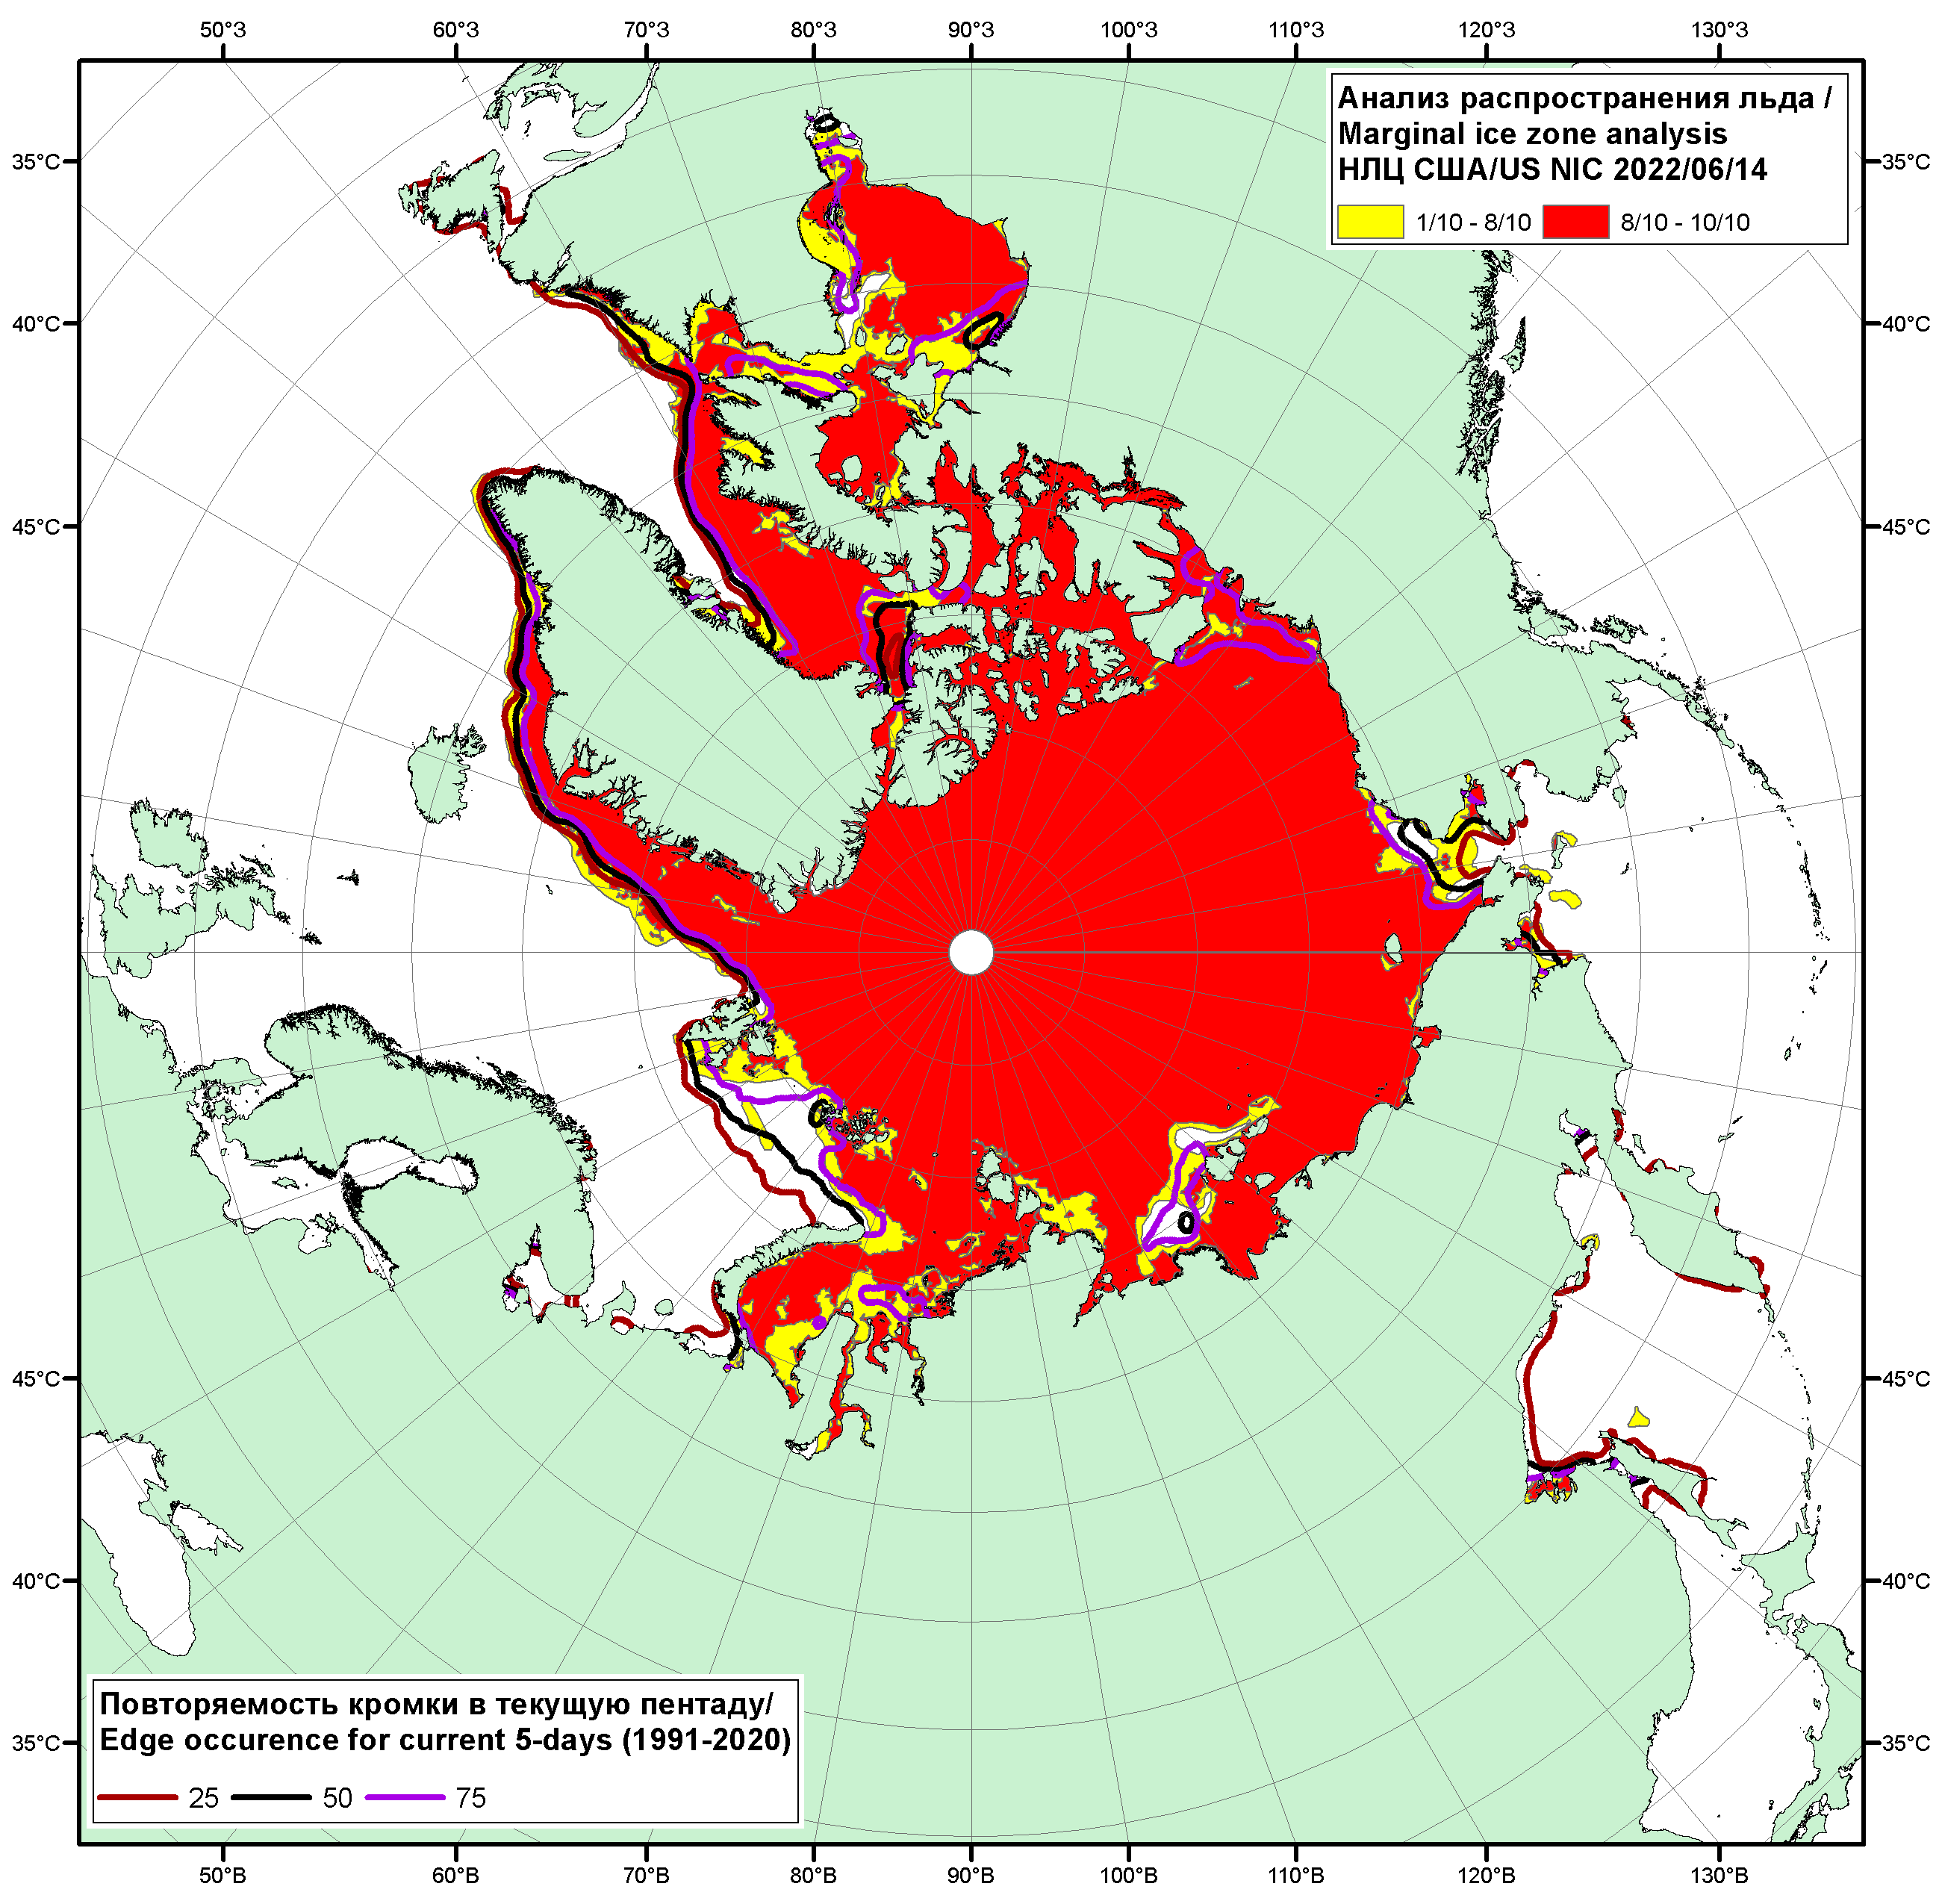 50°З 60°З 70°З 80°З 90°З 100°З 110°З 120°З 130°З
Анализ распространения льда /
Marginal ice zone analysis
НЛЦ США/US NIC 2022/06/14
1/10 - 8/10 8/10 - 10/10
35°С 35°С
40°С 40°С
45°С 45°С
45°С 45°С
40°С 40°С
35°С 35°С
Повторяемость кромки в текущую пентаду/
Edge occurence for current 5-days (1991-2020)
25 50 75
50°В 60°В 70°В 80°В 90°В 100°В 110°В 120°В 130°В